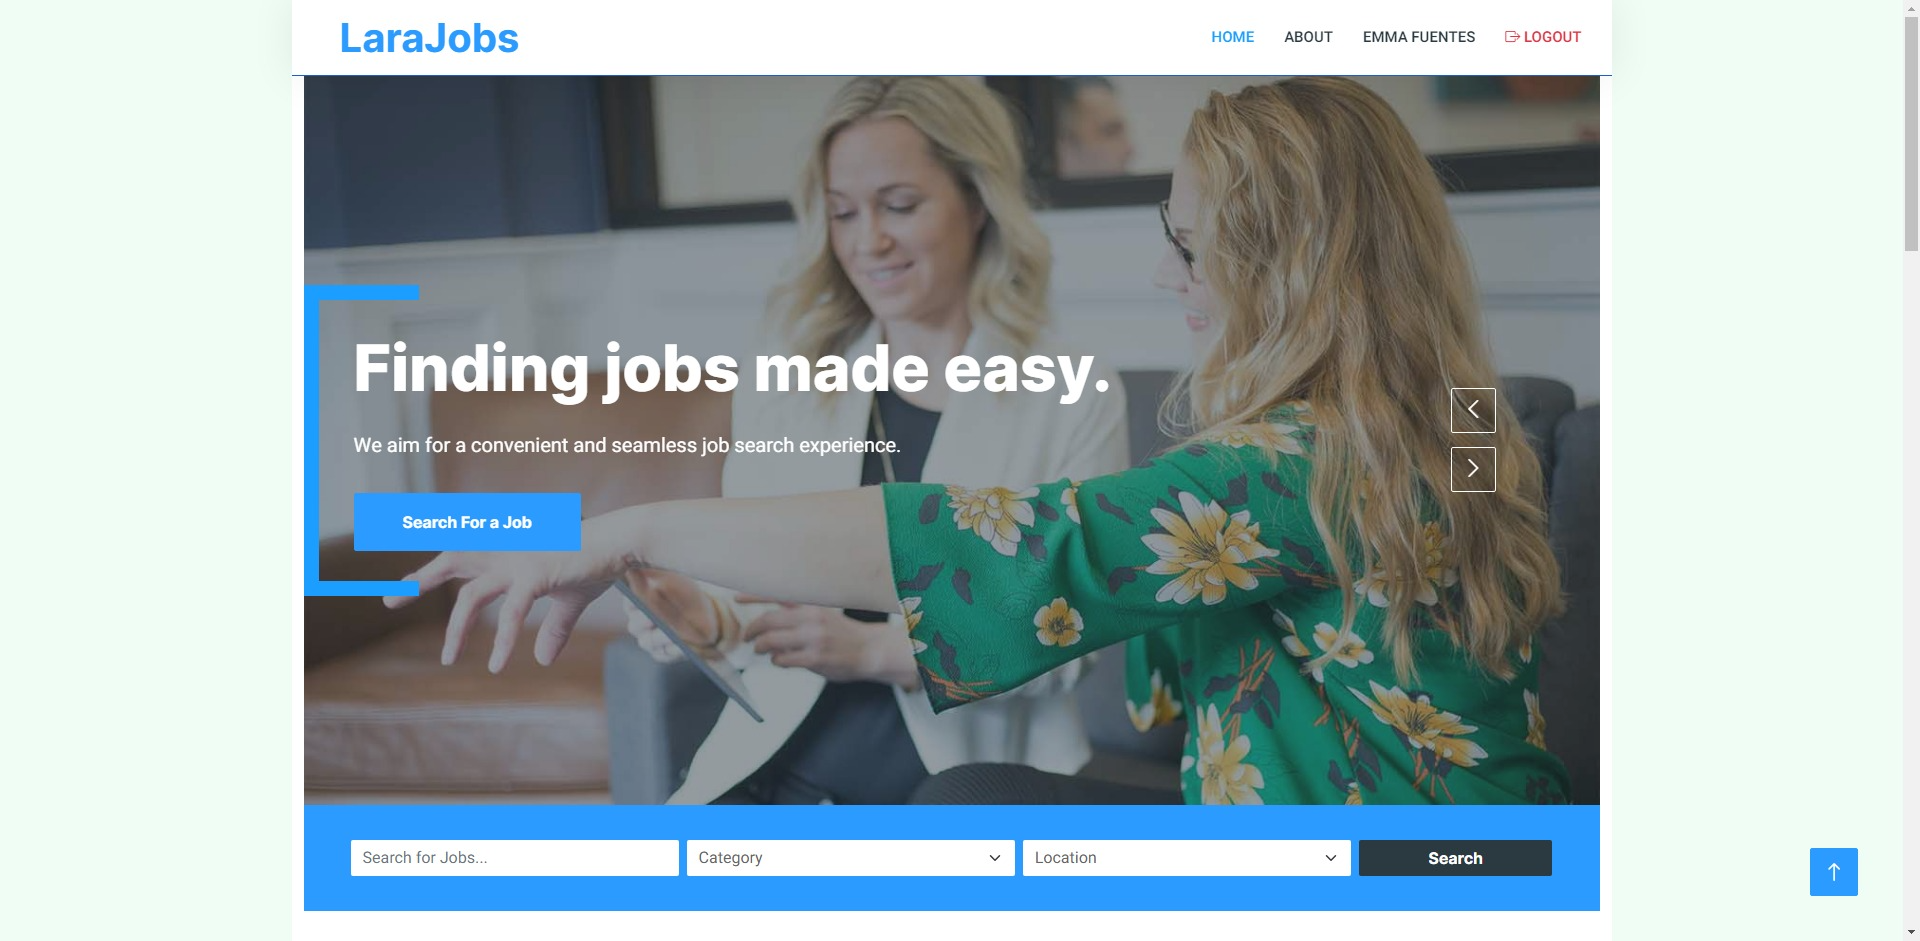 LaraJobs
HOME ABOUT EMMA FUENTES LOGOUT
Finding jobs made easy.
We aim for a convenient and seamless job search experience.
Search For a Job
Search for Jobs...
Category
Location
Search